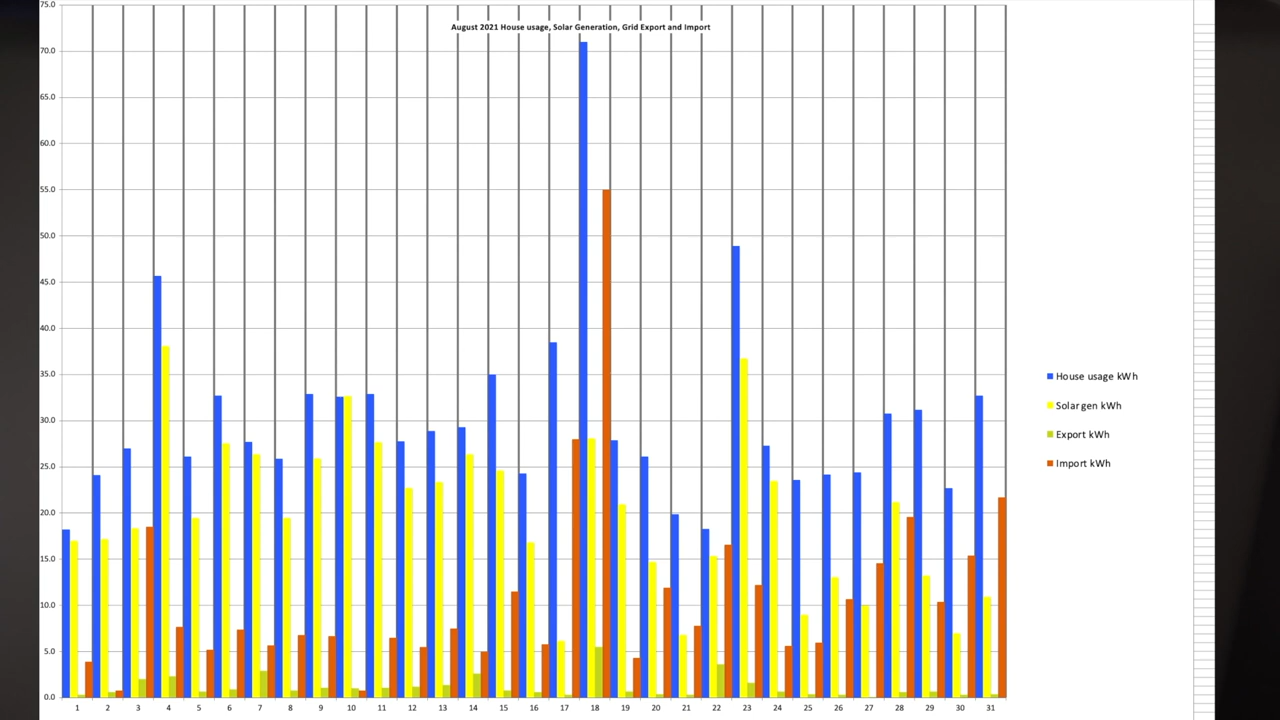 75.0
August 2021 House usage, Solar Generation, Grid Export and Import
70.0
65.0
60.0
55.0
50.0
45.0
40.0
35.0
30.0
25.0
20.0
15.0
10.0
5.0
0.0
1 2 3 4 5 6 7 8 9 10 11 12 13 14 15 16 17 18 19 20 21 22 23 24 25 26 27 28 29 30 31
House usage kWh
Solar gen kWh
Export kWh
Import kWh